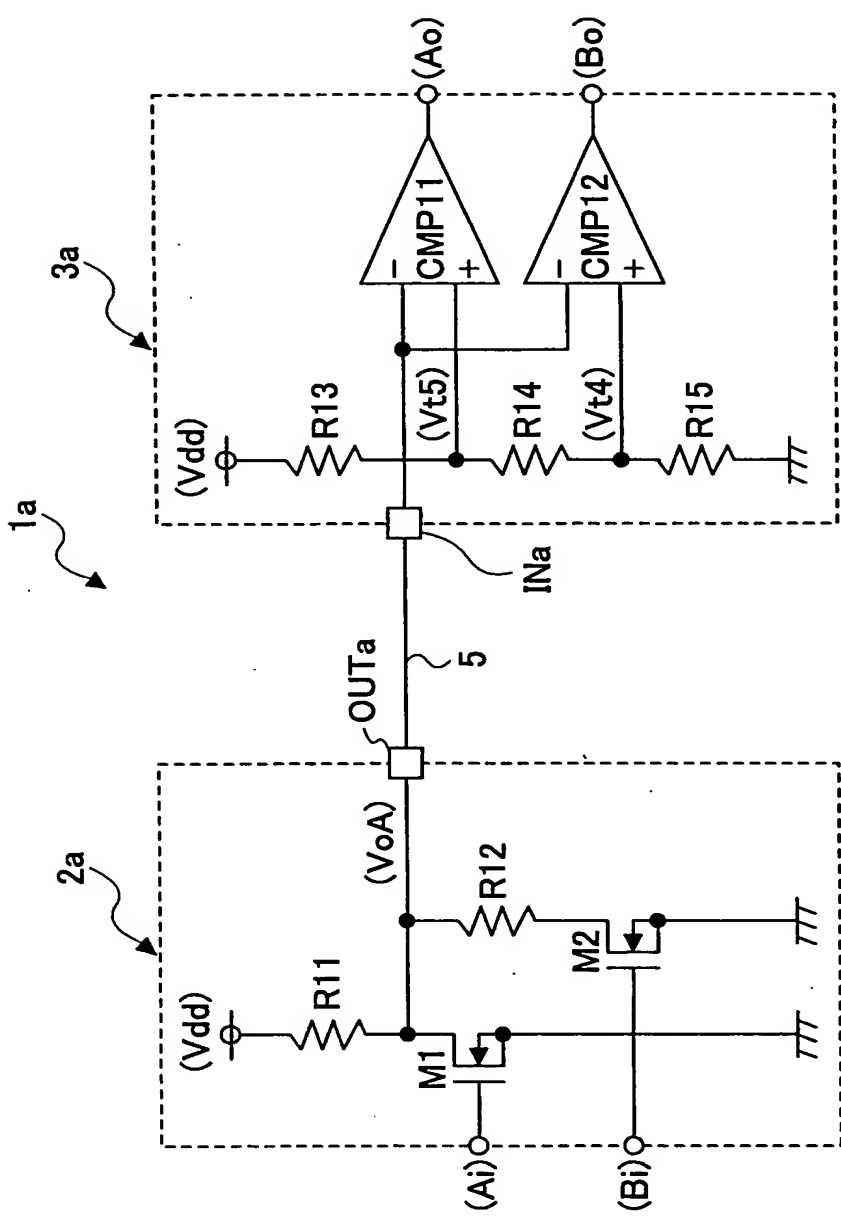 1a
2a
(Vdd)
R11
(VoA)
OUTa
M1
R12
M2
(Ai)
(Bi)
5
INa
3a
(Vdd)
R13
(Vt5)
R14
(Vt4)
R15
−
CMP11
+
−
CMP12
+
(Ao)
(Bo)